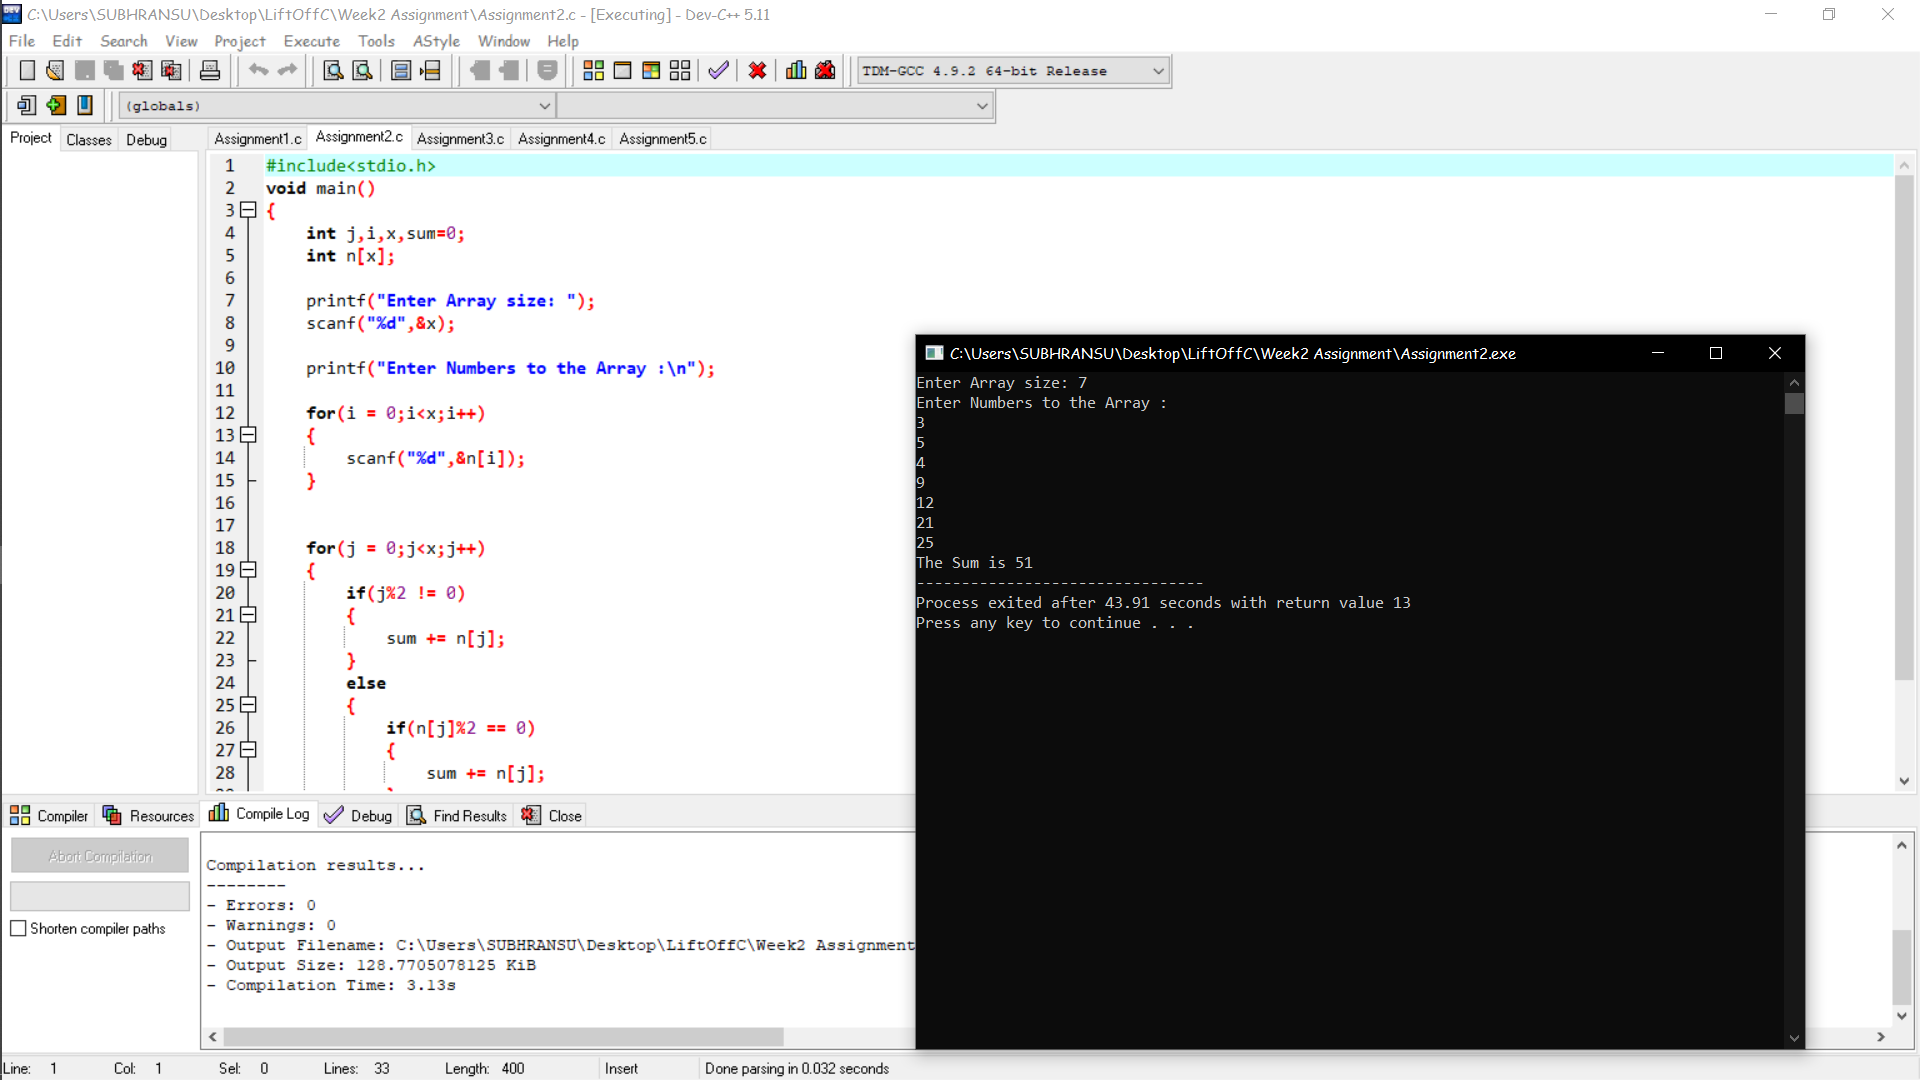 C:\Users\SUBHRANSU\Desktop\LiftOffC\Week2 Assignment\Assignment2.c - [Executing] - Dev-C++ 5.11
File Edit Search View Project Execute Tools AStyle Window Help
TDM-GCC 4.9.2 64-bit Release
(globals)
Project Classes Debug
Assignment1.c Assignment2.c Assignment3.c Assignment4.c Assignment5.c
1 #include<stdio.h>
2 void main()
3 {
4 int j,i,x,sum=0;
5 int n[x];
6
7 printf("Enter Array size: ");
8 scanf("%d",&x);
9
10 printf("Enter Numbers to the Array :\n");
11
12 for(i = 0;i<x;i++)
13 {
14 scanf("%d",&n[i]);
15 }
16
17
18 for(j = 0;j<x;j++)
19 {
20 if(j%2 != 0)
21 {
22 sum += n[j];
23 }
24 else
25 {
26 if(n[j]%2 == 0)
27 {
28 sum += n[j];
C:\Users\SUBHRANSU\Desktop\LiftOffC\Week2 Assignment\Assignment2.exe
Enter Array size: 7
Enter Numbers to the Array :
3
5
4
9
12
21
25
The Sum is 51
--------------------------------
Process exited after 43.91 seconds with return value 13
Press any key to continue . . .
Compiler Resources Compile Log Debug Find Results Close
Abort Compilation
Shorten compiler paths
Compilation results...
--------
- Errors: 0
- Warnings: 0
- Output Filename: C:\Users\SUBHRANSU\Desktop\LiftOffC\Week2 Assignment
- Output Size: 128.7705078125 KiB
- Compilation Time: 3.13s
Line: 1 Col: 1 Sel: 0 Lines: 33 Length: 400 Insert Done parsing in 0.032 seconds